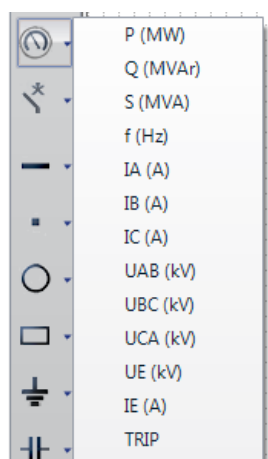 P (MW)
Q (MVAr)
S (MVA)
f (Hz)
IA (A)
IB (A)
IC (A)
UAB (kV)
UBC (kV)
UCA (kV)
UE (kV)
IE (A)
TRIP